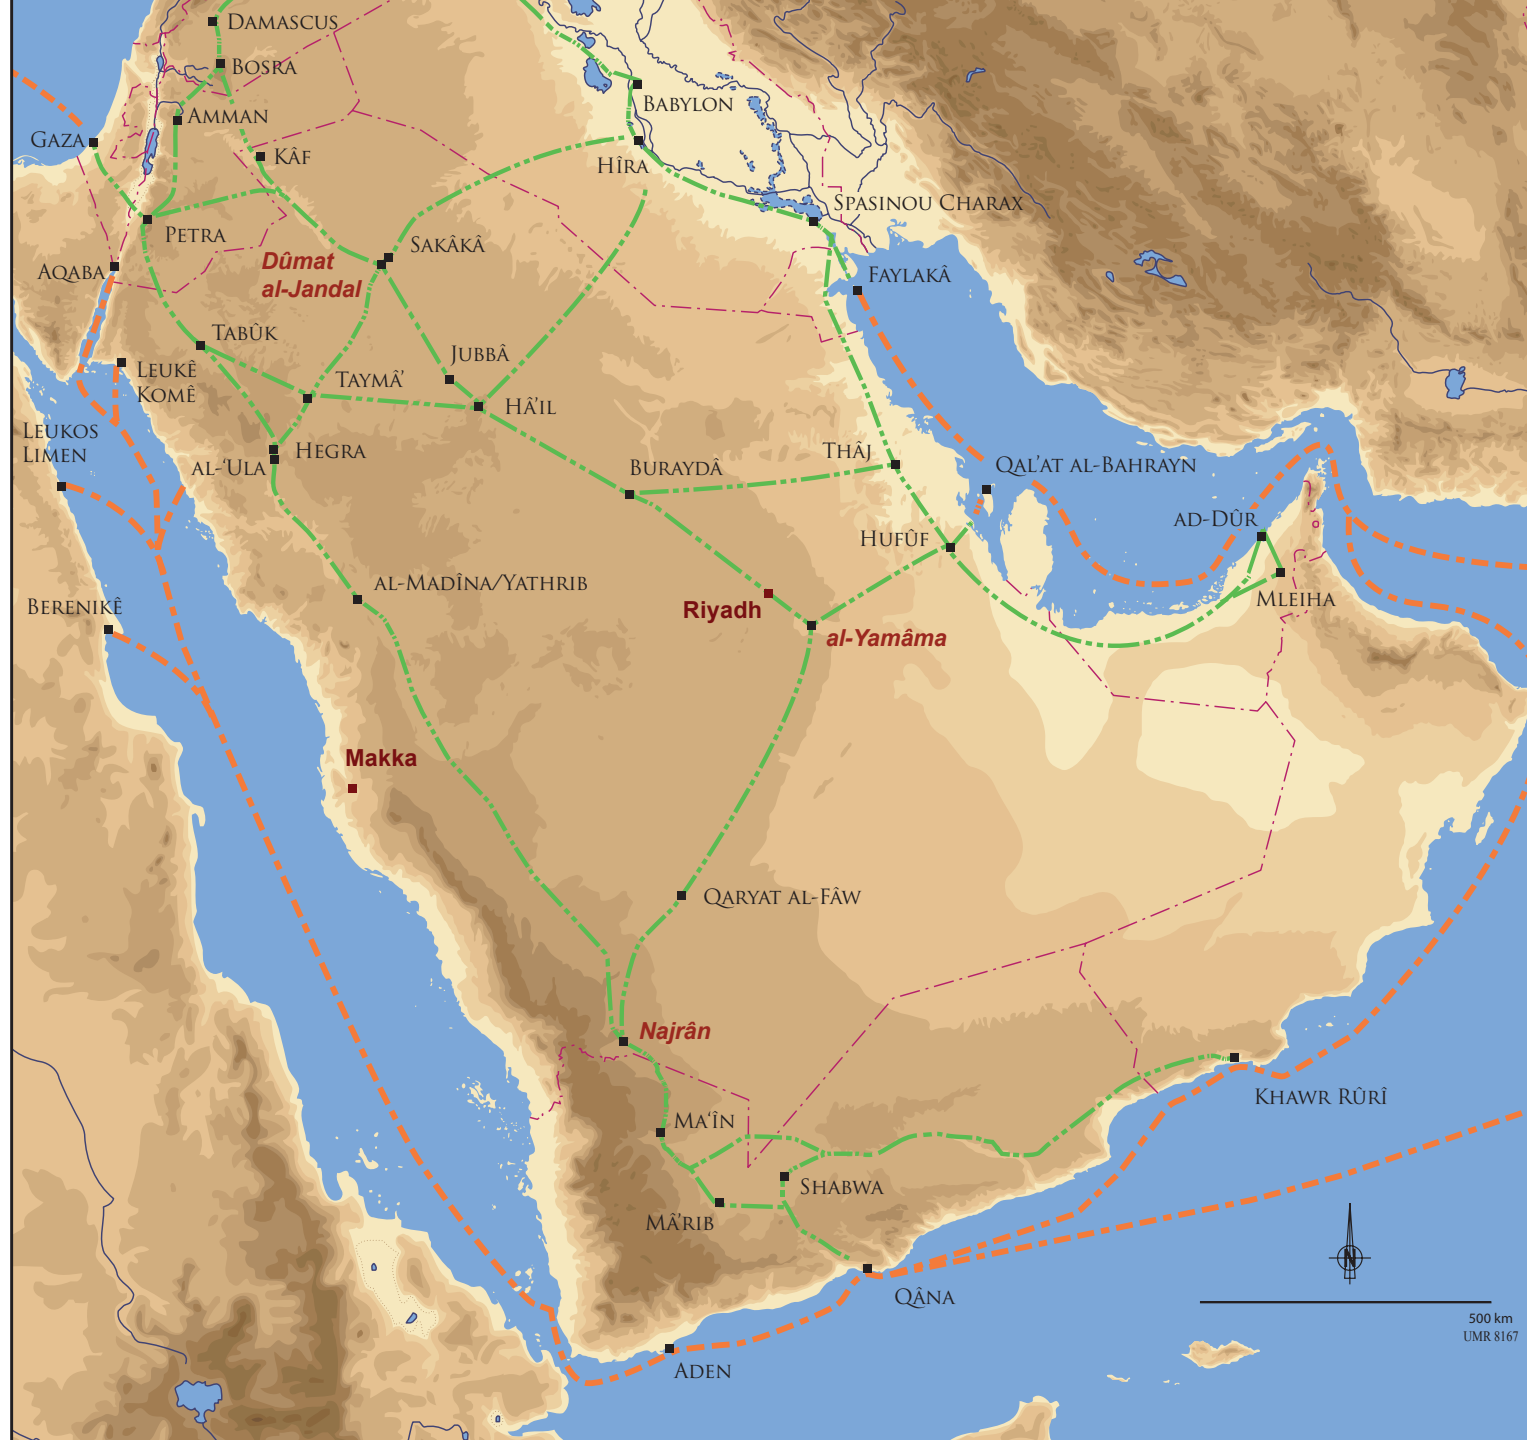 DAMASCUS
BOSRA
BABYLON
AMMAN
GAZA
KÂF
HÎRA
SPASINOU CHARAX
PETRA
SAKÂKÂ
Dûmat
al-Jandal
AQABA
FAYLAKÂ
TABÛK
JUBBÂ
LEUKÊ
KOMÊ
TAYMÂ’
HÂ’IL
LEUKOS
LIMEN
HEGRA
THÂJ
AL-‘ULA
BURAYDÂ
QAL’AT AL-BAHRAYN
AD-DÛR
HUFÛF
AL-MADÎNA/YATHRIB
MLEIHA
BERENIKÊ
Riyadh
al-Yamâma
Makka
QARYAT AL-FÂW
Najrân
KHAWR RÛRÎ
MA‘ÎN
SHABWA
MÂ’RIB
N
QÂNA
500 km
UMR 8167
ADEN